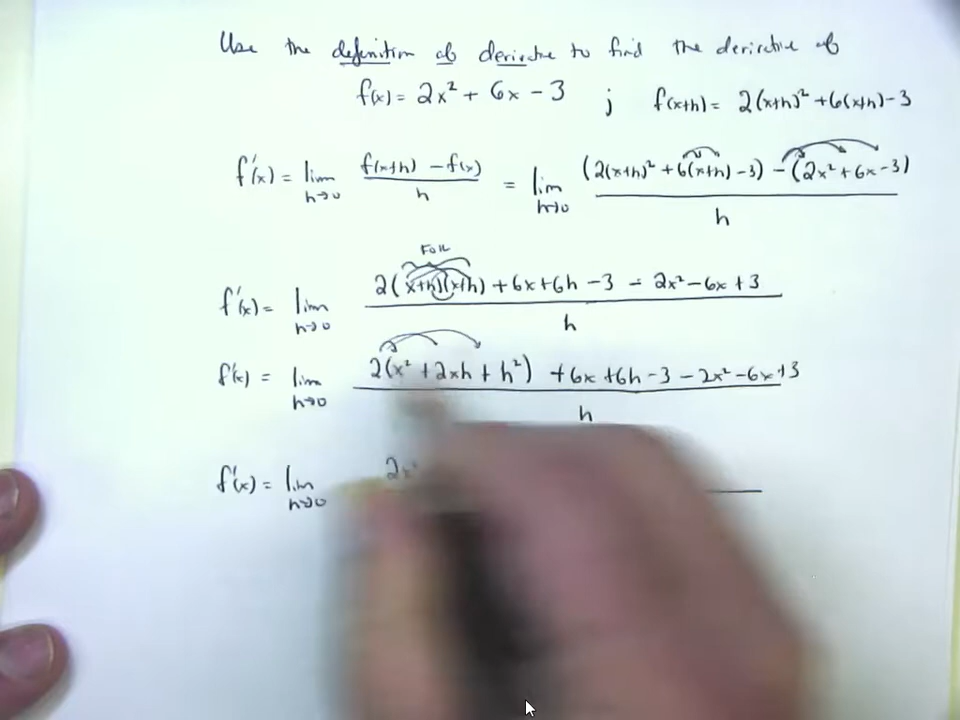 Use the definition of derivative to find the derivative of
f(x) = 2x² + 6x - 3 ; f(x+h) = 2(x+h)² + 6(x+h) - 3
f'(x) = lim h→0 f(x+h) - f(x) / h = lim h→0 (2(x+h)² + 6(x+h) - 3) - (2x² + 6x - 3) / h
FOIL
f'(x) = lim h→0 2(x+h)(x+h) + 6x + 6h - 3 - 2x² - 6x + 3 / h
f'(x) = lim h→0 2(x² + 2xh + h²) + 6x + 6h - 3 - 2x² - 6x + 3 / h
f'(x) = lim h→0 2x²